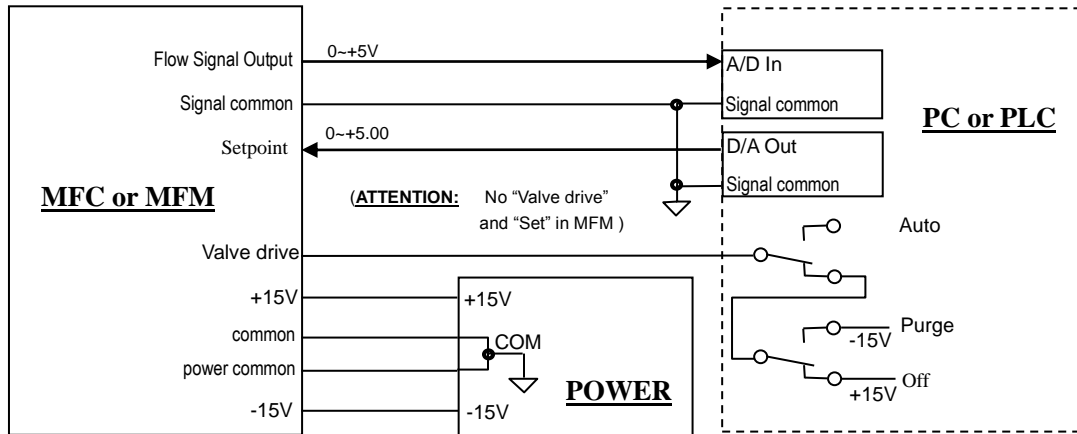 Flow Signal Output
0~+5V
A/D In
Signal common
Signal common
PC or PLC
Setpoint
0~+5.00
D/A Out
Signal common
MFC or MFM
(ATTENTION: No “Valve drive”
and “Set” in MFM )
Auto
Valve drive
+15V
+15V
Purge
-15V
common
COM
power common
POWER
Off
+15V
-15V
-15V